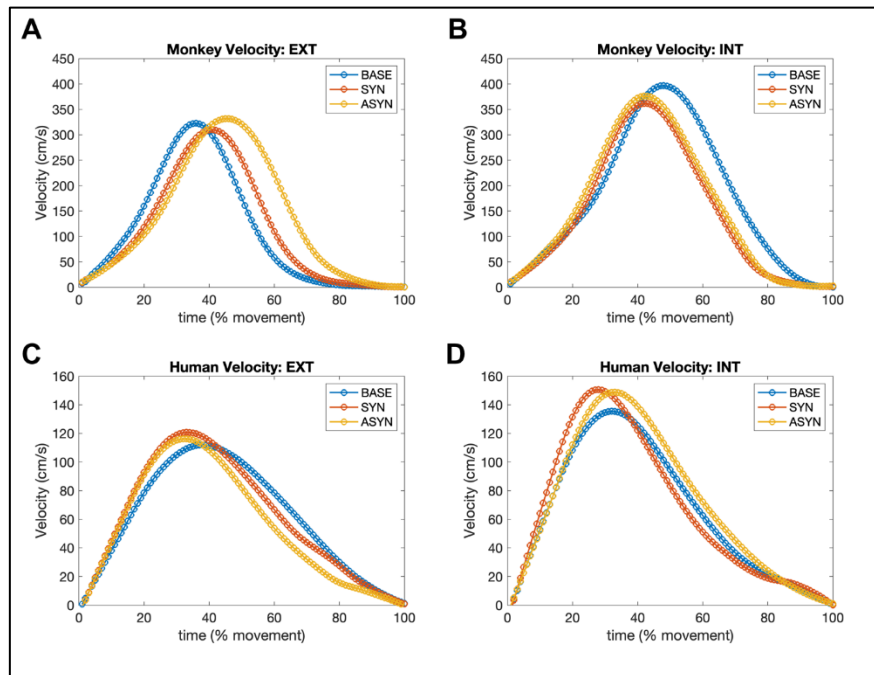 A
Monkey Velocity: EXT
450
400
350
300
250
200
150
100
50
0
Velocity (cm/s)
BASE
SYN
ASYN
0 20 40 60 80 100
time (% movement)
B
Monkey Velocity: INT
450
400
350
300
250
200
150
100
50
0
Velocity (cm/s)
BASE
SYN
ASYN
0 20 40 60 80 100
time (% movement)
C
Human Velocity: EXT
160
140
120
100
80
60
40
20
0
Velocity (cm/s)
BASE
SYN
ASYN
0 20 40 60 80 100
time (% movement)
D
Human Velocity: INT
160
140
120
100
80
60
40
20
0
Velocity (cm/s)
BASE
SYN
ASYN
0 20 40 60 80 100
time (% movement)